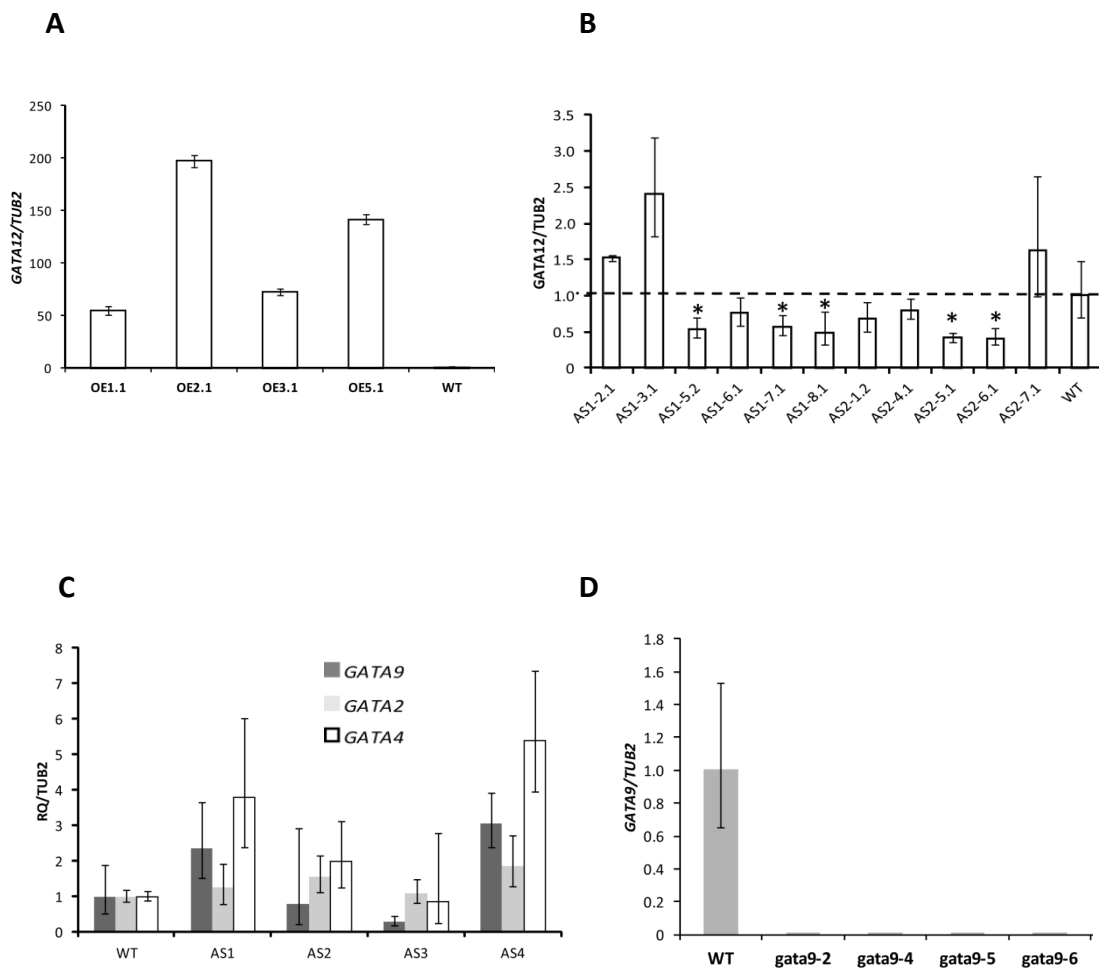 A
B
GATA12/TUB2
250
200
150
100
50
0
OE1.1 OE2.1 OE3.1 OE5.1 WT
GATA12/TUB2
3.5
3.0
2.5
2.0
1.5
1.0
0.5
0
* * * * *
AS1-2.1 AS1-3.1 AS1-5.2 AS1-6.1 AS1-7.1 AS1-8.1 AS2-1.2 AS2-4.1 AS2-5.1 AS2-6.1 AS2-7.1 WT
C
D
RQ/TUB2
8
7
6
5
4
3
2
1
0
GATA9
GATA2
GATA4
WT AS1 AS2 AS3 AS4
GATA9/TUB2
1.8
1.6
1.4
1.2
1.0
0.8
0.6
0.4
0.2
0
WT gata9-2 gata9-4 gata9-5 gata9-6